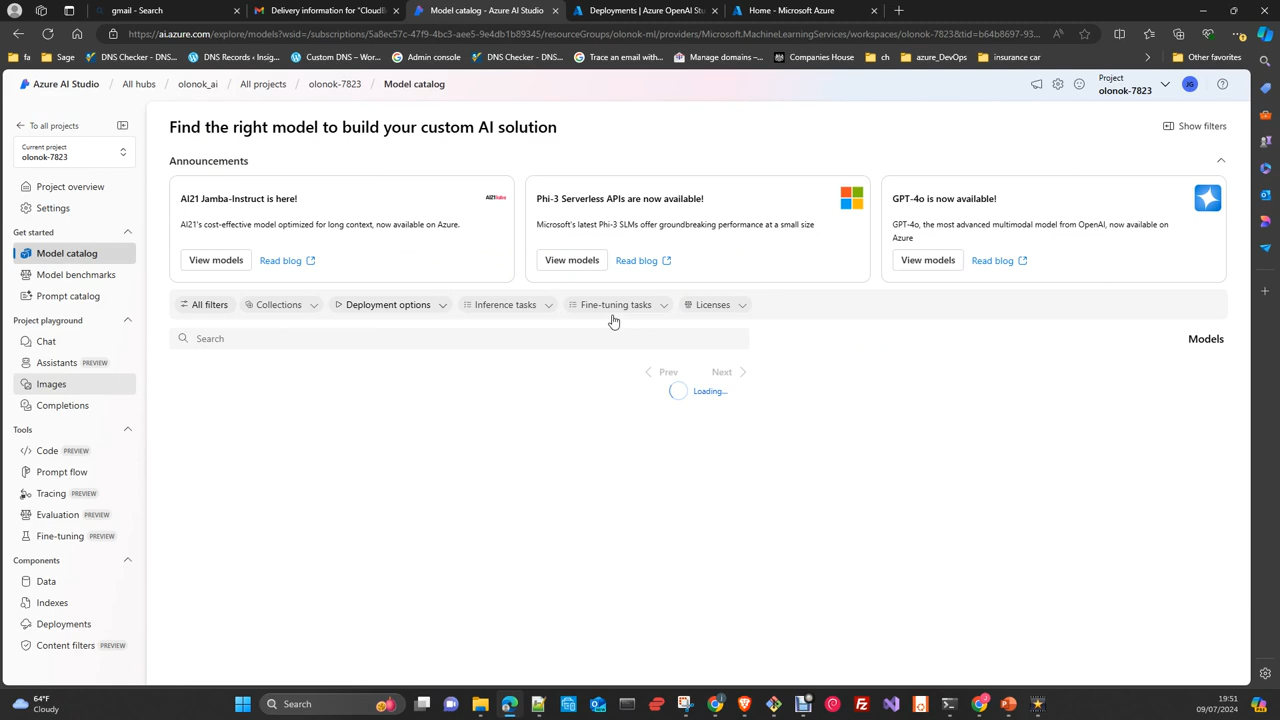 gmail - Search
Delivery information for "CloudB
Model catalog - Azure AI Studio
Deployments | Azure OpenAI Stu
Home - Microsoft Azure
https://ai.azure.com/explore/models?wsid=/subscriptions/5a8ec57c-47f9-4bc3-aee5-9e4db1b89345/resourceGroups/olonok-ml/providers/Microsoft.MachineLearningServices/workspaces/olonok-7823&tid=b64b8697-93...
fa
Sage
DNS Checker - DNS...
DNS Records ‹ Insig...
Custom DNS – Wor...
Admin console
DNS Checker - DNS...
Trace an email with...
Manage domains –...
Companies House
ch
azure_DevOps
insurance car
Other favorites
Azure AI Studio / All hubs / olonok_ai / All projects / olonok-7823 / Model catalog
Project
olonok-7823
JG
To all projects
Current project
olonok-7823
Project overview
Settings
Get started
Model catalog
Model benchmarks
Prompt catalog
Project playground
Chat
Assistants PREVIEW
Images
Completions
Tools
Code PREVIEW
Prompt flow
Tracing PREVIEW
Evaluation PREVIEW
Fine-tuning PREVIEW
Components
Data
Indexes
Deployments
Content filters PREVIEW
Find the right model to build your custom AI solution
Show filters
Announcements
AI21 Jamba-Instruct is here!
AI21labs
AI21's cost-effective model optimized for long context, now available on Azure.
View models
Read blog
Phi-3 Serverless APIs are now available!
Microsoft's latest Phi-3 SLMs offer groundbreaking performance at a small size
View models
Read blog
GPT-4o is now available!
GPT-4o, the most advanced multimodal model from OpenAI, now available on
Azure
View models
Read blog
All filters
Collections
Deployment options
Inference tasks
Fine-tuning tasks
Licenses
Search
Models
Prev
Next
Loading...
64°F
Cloudy
Search
19:51
09/07/2024